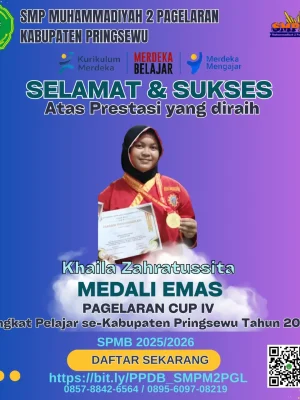 SMP MUHAMMADIYAH 2 PAGELARAN
KABUPATEN PRINGSEWU
Kurikulum
Merdeka
MERDEKA
BELAJAR
Merdeka
Mengajar
SELAMAT & SUKSES
Atas Prestasi yang diraih
Khaila Zahratussita
MEDALI EMAS
PAGELARAN CUP IV
ngkat Pelajar se-Kabupaten Pringsewu Tahun 20
SPMB 2025/2026
DAFTAR SEKARANG
https://bit.ly/PPDB_SMPM2PGL
0857-8842-6564 / 0895-6097-08219